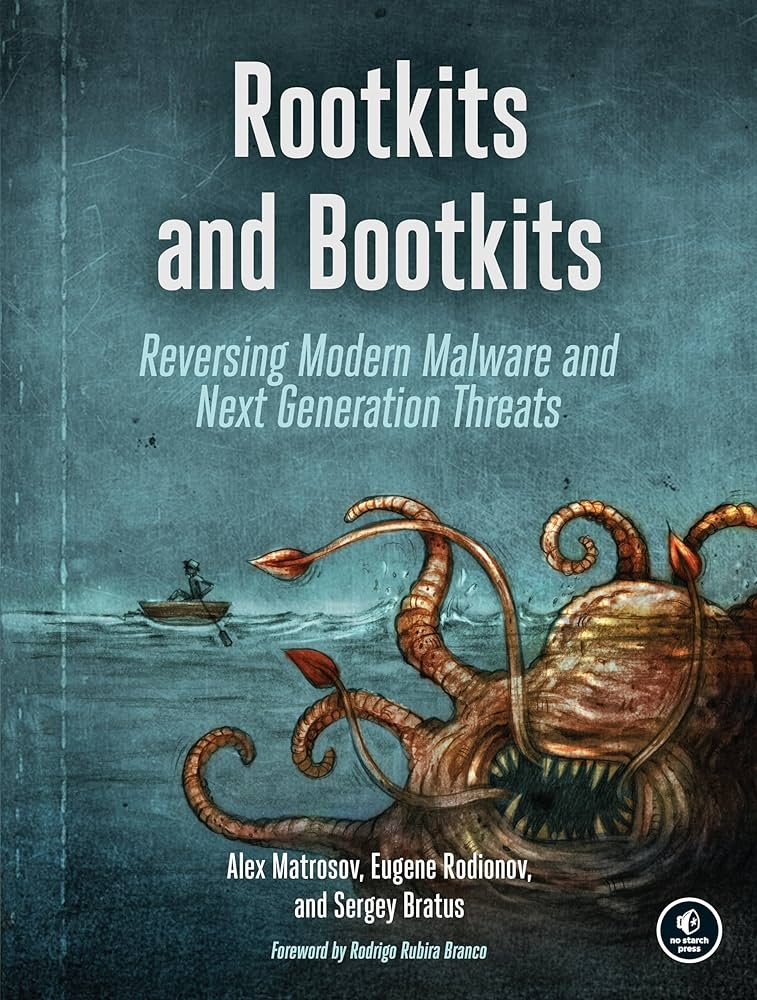 Rootkits
and Bootkits
Reversing Modern Malware and
Next Generation Threats
Alex Matrosov, Eugene Rodionov,
and Sergey Bratus
Foreword by Rodrigo Rubira Branco
no starch
press